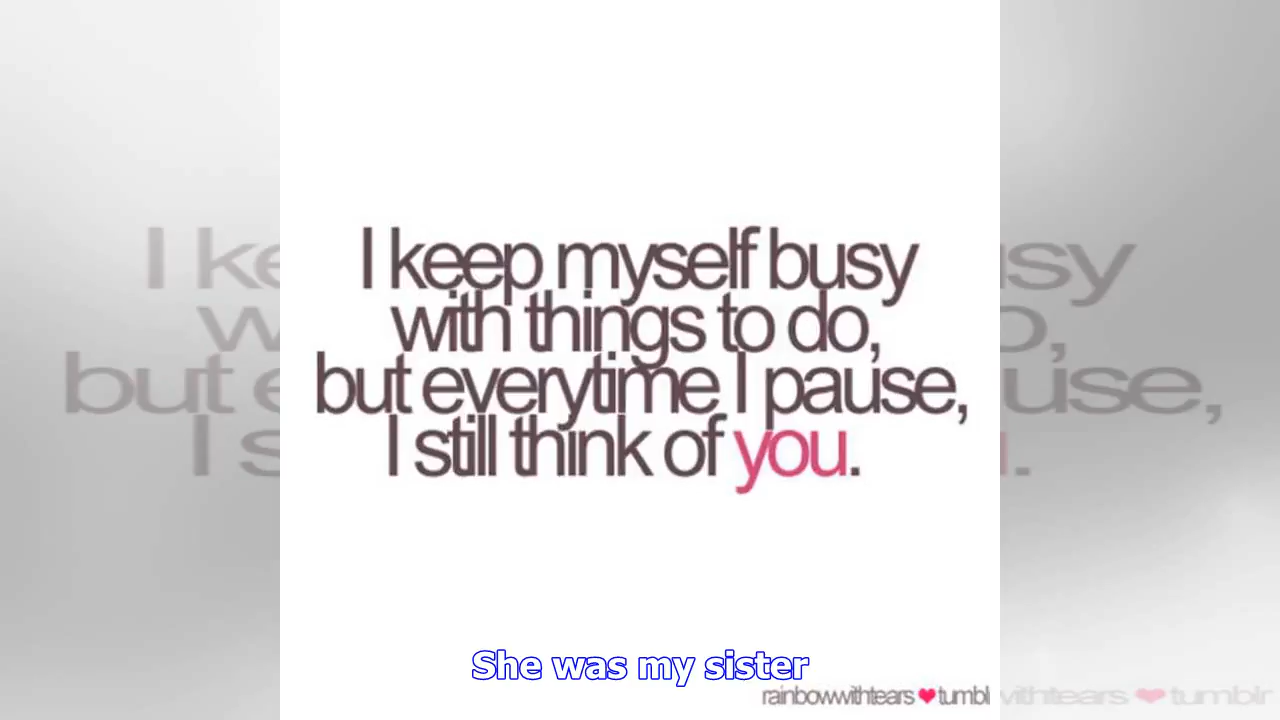 I keep myself busy
with things to do,
but everytime I pause,
I still think of you.
She was my sister
rainbowwithtears ❤ tumbl